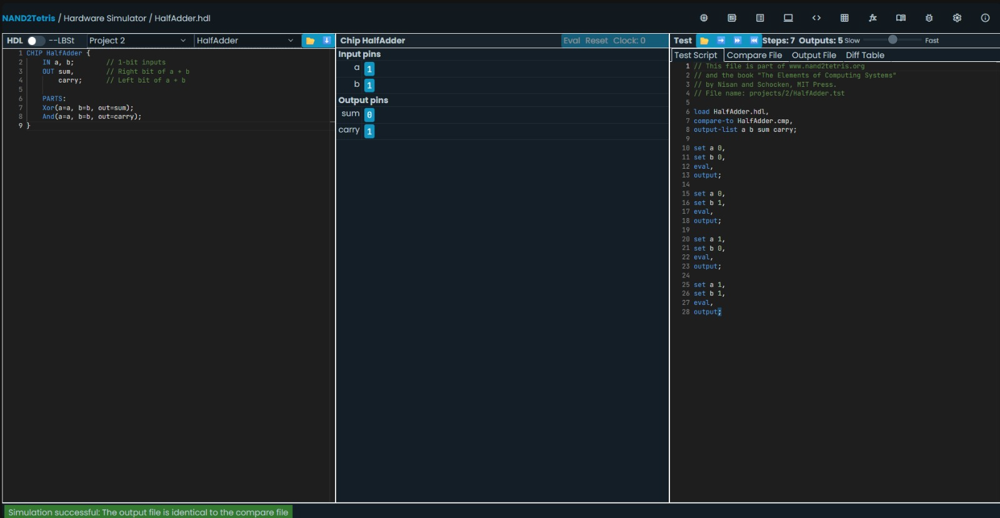 NAND2Tetris / Hardware Simulator / HalfAdder.hdl
HDL --LBSt Project 2 HalfAdder
1 CHIP HalfAdder {
2 IN a, b; // 1-bit inputs
3 OUT sum, // Right bit of a + b
4 carry; // Left bit of a + b
5
6 PARTS:
7 Xor(a=a, b=b, out=sum);
8 And(a=a, b=b, out=carry);
9 }
Chip HalfAdder Eval Reset Clock: 0
Input pins
a 1
b 1
Output pins
sum 0
carry 1
Test Steps: 7 Outputs: 5 Slow Fast
Test Script Compare File Output File Diff Table
1 // This file is part of www.nand2tetris.org
2 // and the book "The Elements of Computing Systems"
3 // by Nisan and Schocken, MIT Press.
4 // File name: projects/2/HalfAdder.tst
5
6 load HalfAdder.hdl,
7 compare-to HalfAdder.cmp,
8 output-list a b sum carry;
9
10 set a 0,
11 set b 0,
12 eval,
13 output;
14
15 set a 0,
16 set b 1,
17 eval,
18 output;
19
20 set a 1,
21 set b 0,
22 eval,
23 output;
24
25 set a 1,
26 set b 1,
27 eval,
28 output;
Simulation successful: The output file is identical to the compare file